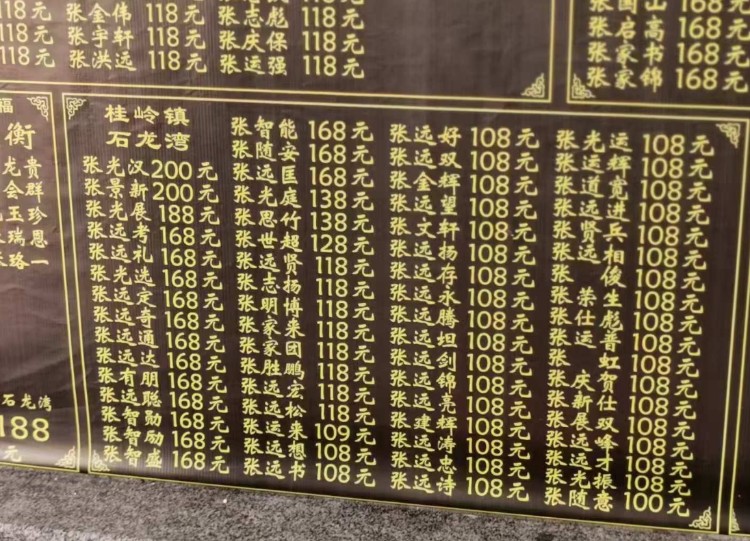 118元 张金伟 118元 张志彪 118元
118元 张宇轩 118元 张庆保 118元
118元 张洪远 118元 张运强 118元
张启高 168元
张家书 168元
张家锦 168元
福
衡
龙贵
会群
玉珍
瑞恩
珞一
石龙湾
188
元
桂岭镇
石龙湾
张光汉 200元
张景新 200元
张光展 188元
张远考 168元
张远礼 168元
张光选 168元
张远定 168元
张远奇 168元
张远通 168元
张远达 168元
张有朋 168元
张远聪 168元
张智勋 168元
张智励 168元
张智盛 168元
张智能 168元
张随安 168元
张远匡 168元
张光庭 138元
张思竹 138元
张世超 128元
张远贤 118元
张志扬 118元
张明博 118元
张家来 118元
张家团 118元
张胜鹏 118元
张远宏 118元
张远松 118元
张远来 109元
张远想 108元
张远书 108元
张远好 108元
张远双 108元
张金辉 108元
张远望 108元
张文轩 108元
张远扬 108元
张远存 108元
张远永 108元
张远腾 108元
张远坦 108元
张远剑 108元
张远锦 108元
张远亮 108元
张建辉 108元
张远涛 108元
张远忠 108元
张远诗 108元
张光运 108元
张运辉 108元
张道赏 108元
张远进 108元
张贤兵 108元
张远相 108元
张 俊 108元
张荣生 108元
张仕彪 108元
张运普 108元
张 虹 108元
张庆贺 108元
张新仕 108元
张展双 108元
张远峰 108元
张远才 108元
张光振 108元
张随意 100元